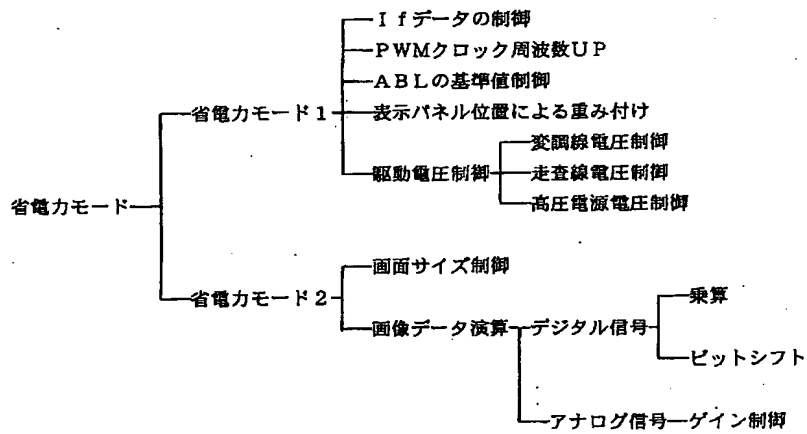 Ｉｆデータの制御
ＰＷＭクロック周波数ＵＰ
ＡＢＬの基準値制御
省電力モード１
表示パネル位置による重み付け
変調線電圧制御
駆動電圧制御
走査線電圧制御
高圧電源電圧制御
省電力モード
画面サイズ制御
省電力モード２
乗算
画像データ演算
デジタル信号
ビットシフト
アナログ信号
ゲイン制御